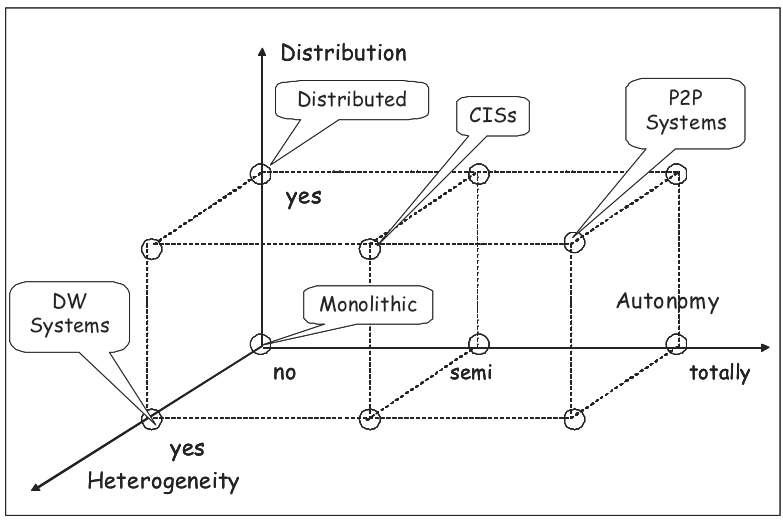 Distribution
Distributed
CISs
P2P
Systems
yes
DW
Systems
Monolithic
Autonomy
no
semi
totally
yes
Heterogeneity